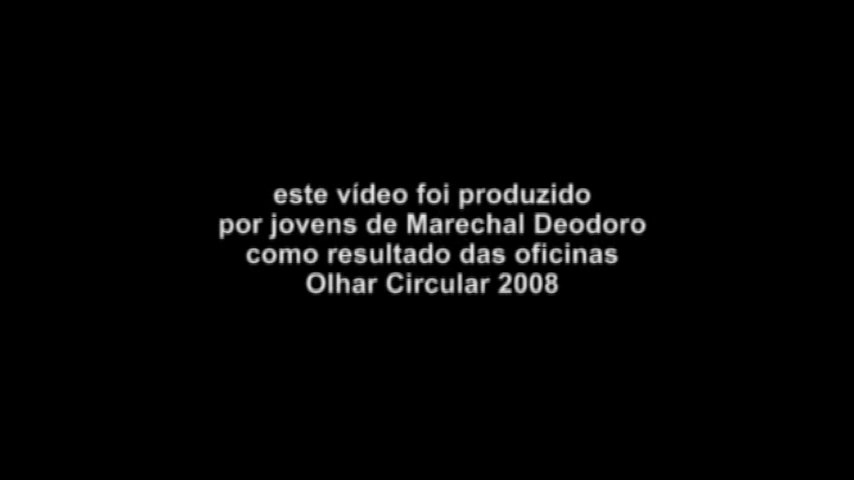 este vídeo foi produzido
por jovens de Marechal Deodoro
como resultado das oficinas
Olhar Circular 2008